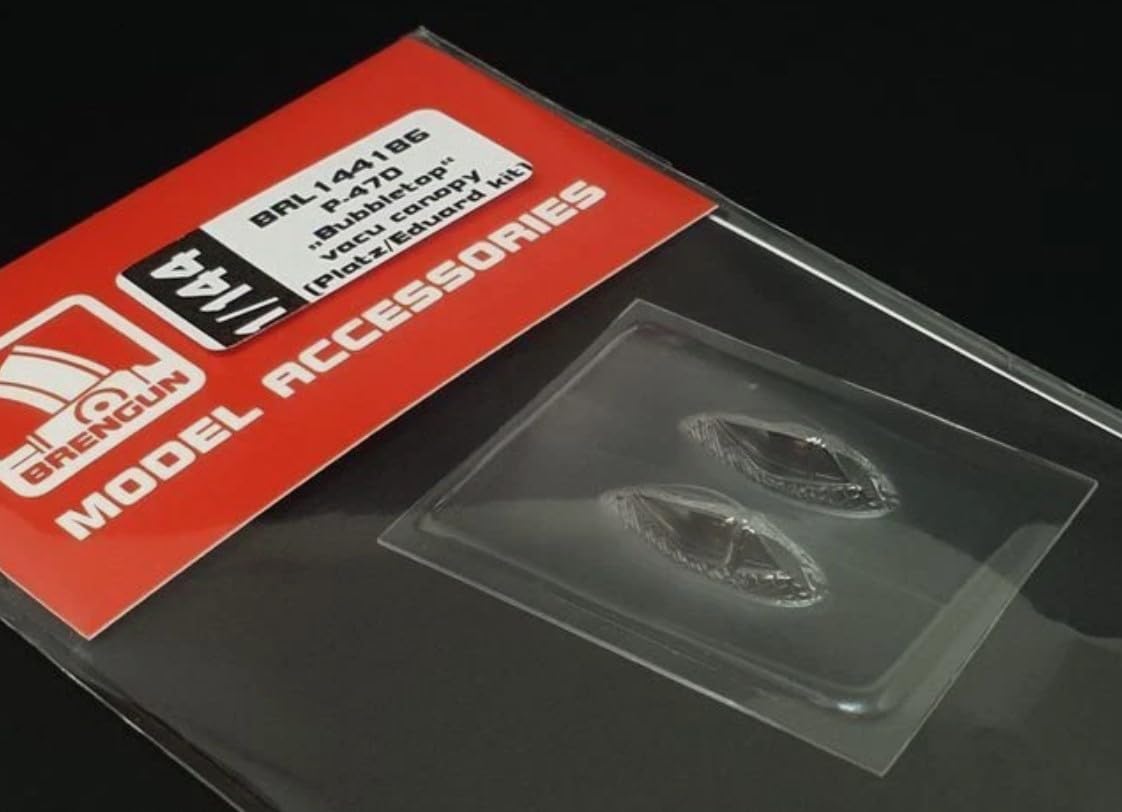 BRL144186
P-47D
„Bubbletop“
vacu canopy
(Platz/Eduard kit)
1/144
BRENGUN
MODEL ACCESSORIES